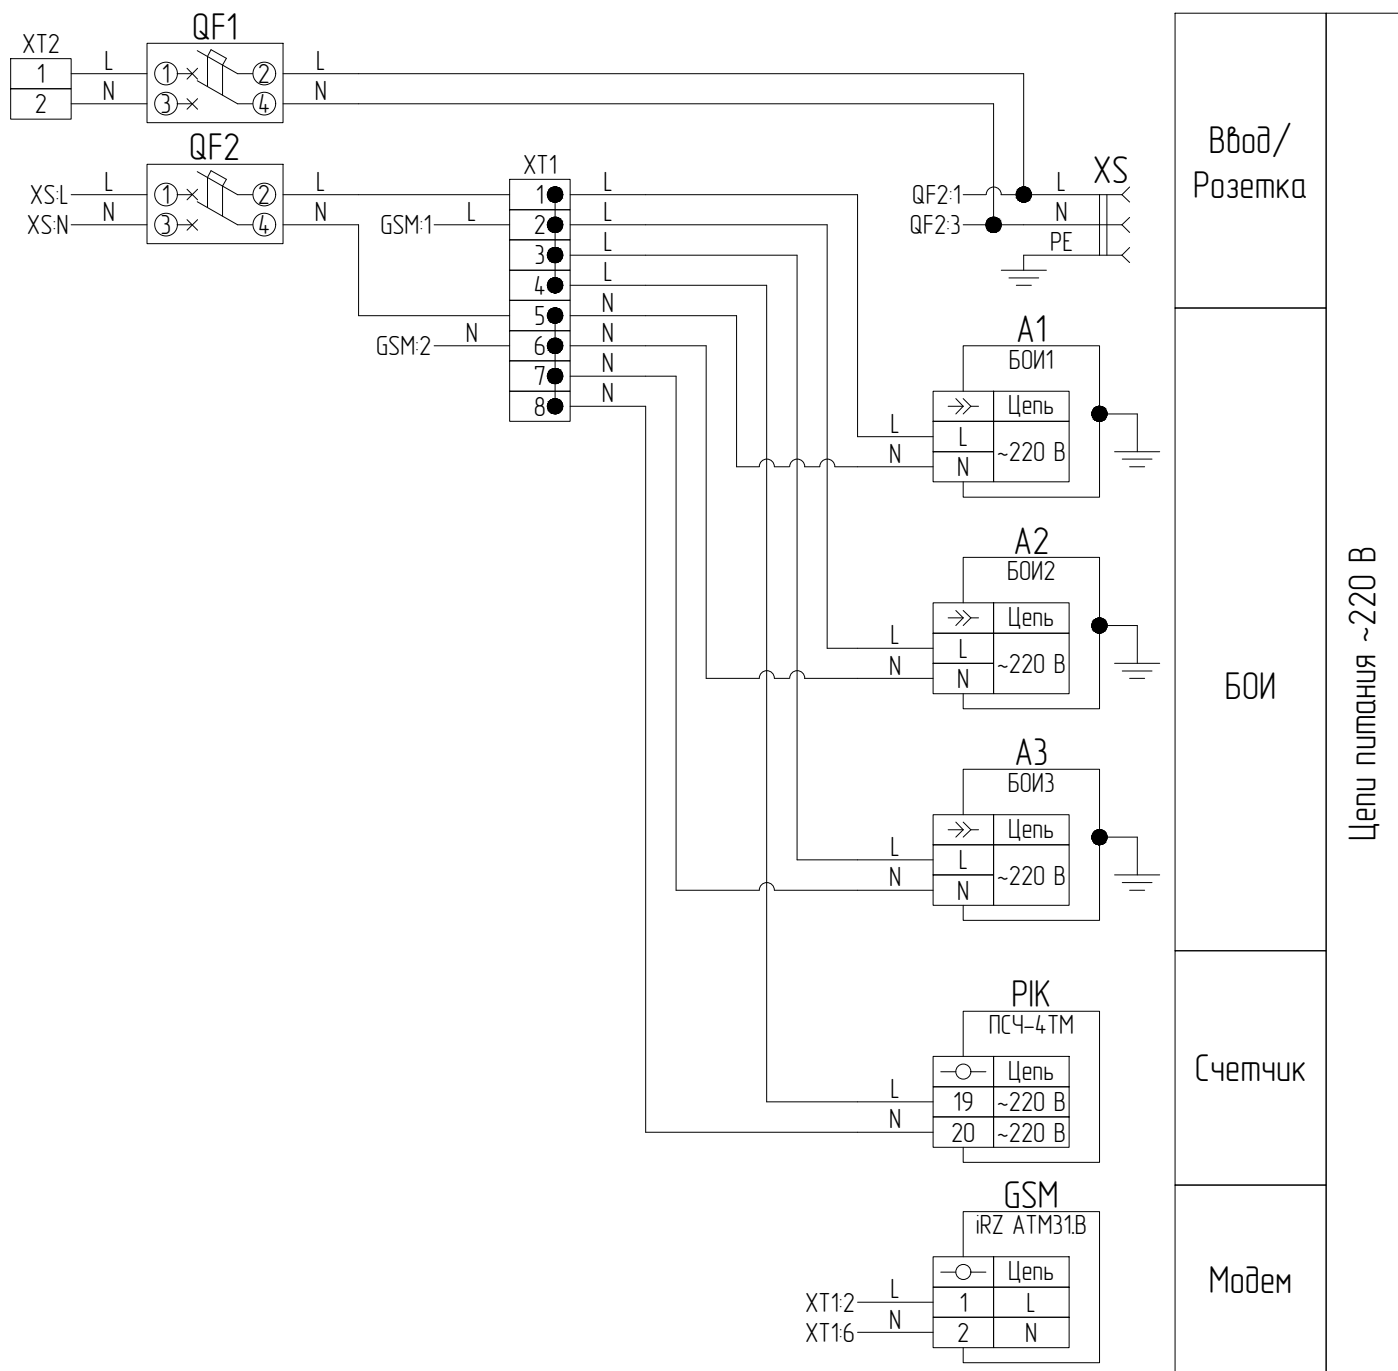 QF1
XT2
1 L 1 2 L
2 N 3 4 N
QF2
XS:L L 1 2 L
XS:N N 3 4 N
XT1
1 L
GSM:1 L 2 L
3 L
4 L
5 N
GSM:2 N 6 N
7 N
8 N
XS
QF2:1 L
QF2:3 N
PE
A1
БОИ1
Цепь
L L ~220 В
N N
A2
БОИ2
Цепь
L L ~220 В
N N
A3
БОИ3
Цепь
L L ~220 В
N N
PIK
ПСЧ-4ТМ
Цепь
L 19 ~220 В
N 20 ~220 В
GSM
iRZ ATM31.B
Цепь
XT1:2 L 1 L
XT1:6 N 2 N
Ввод/
Розетка
БОИ
Счетчик
Модем
Цепи питания ~220 В